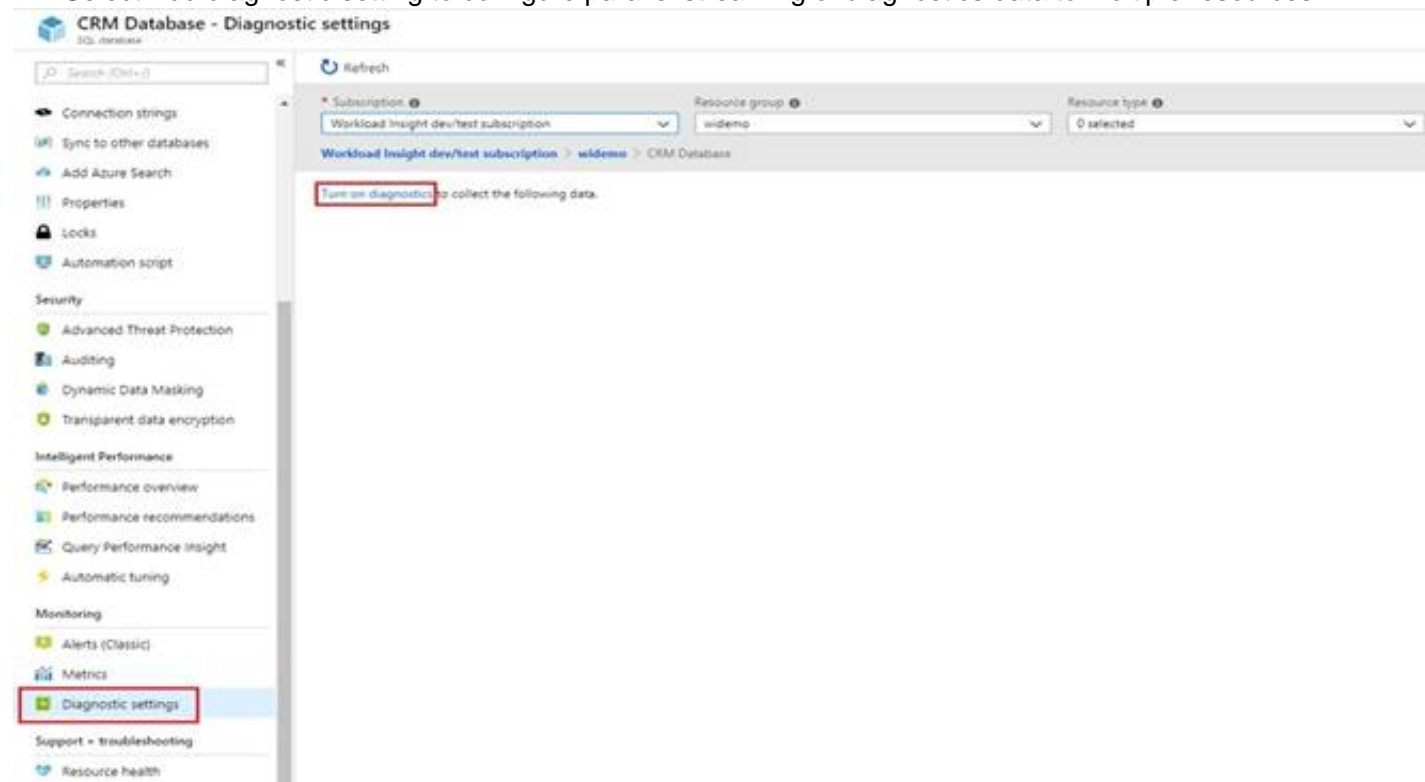 CRM Database - Diagnostic settings
SQL database
Search (Ctrl+/)
«
Refresh
Connection strings
Sync to other databases
Add Azure Search
Properties
Locks
Automation script
Security
Advanced Threat Protection
Auditing
Dynamic Data Masking
Transparent data encryption
Intelligent Performance
Performance overview
Performance recommendations
Query Performance Insight
Automatic tuning
Monitoring
Alerts (Classic)
Metrics
Diagnostic settings
Support + troubleshooting
Resource health
* Subscription
Resource group
Resource type
Workload Insight dev/test subscription
widemo
0 selected
Workload Insight dev/test subscription > widemo > CRM Database
Turn on diagnostics to collect the following data.